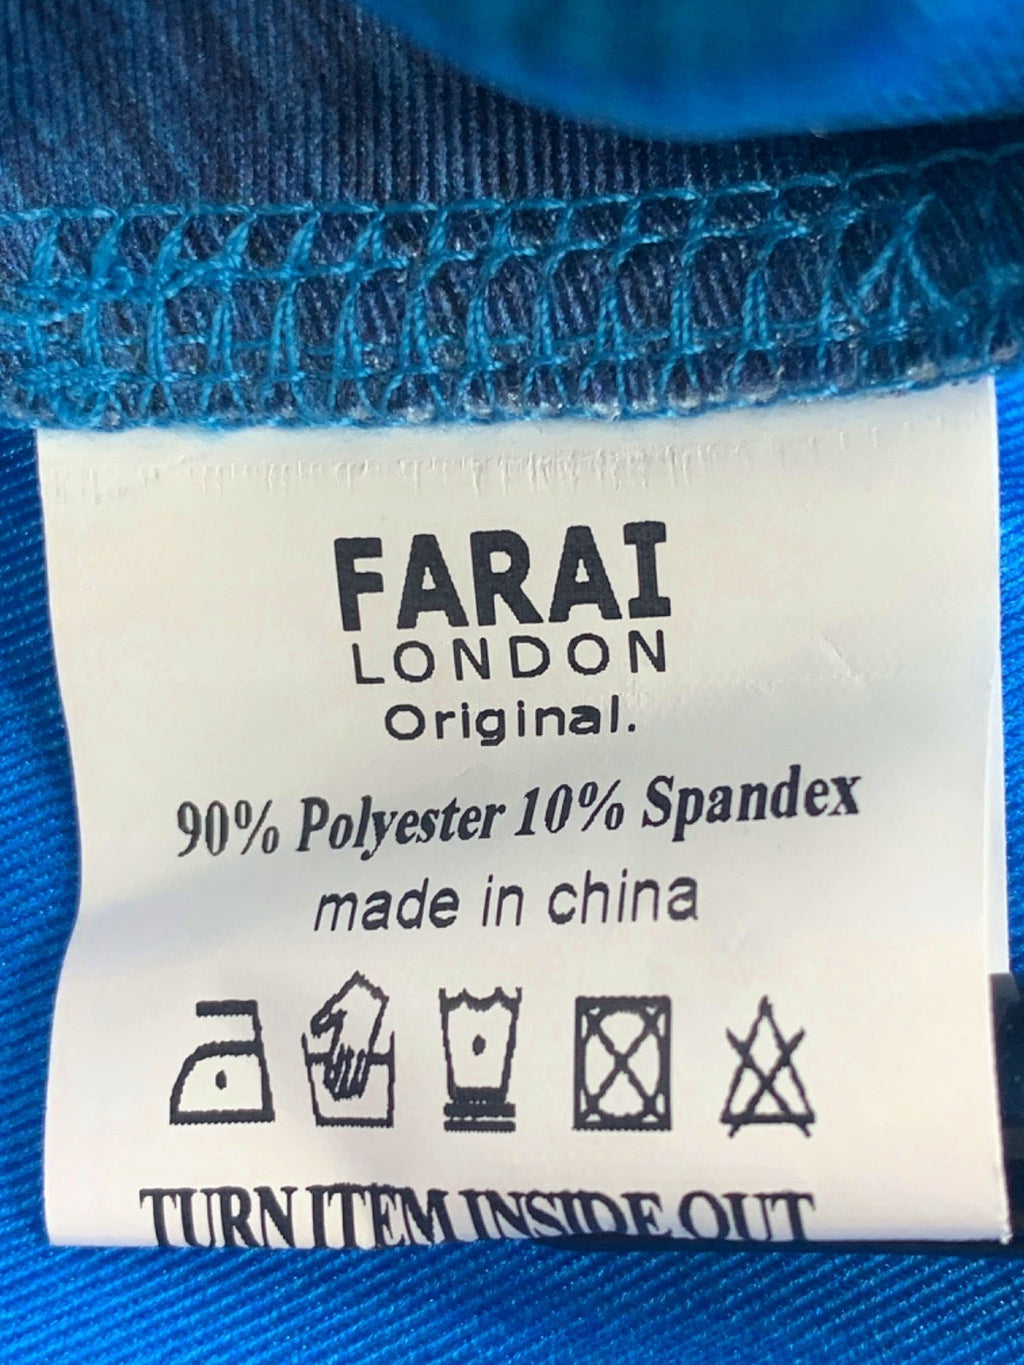 FARAI
LONDON
Original.
90% Polyester 10% Spandex
made in china
TURN ITEM INSIDE OUT